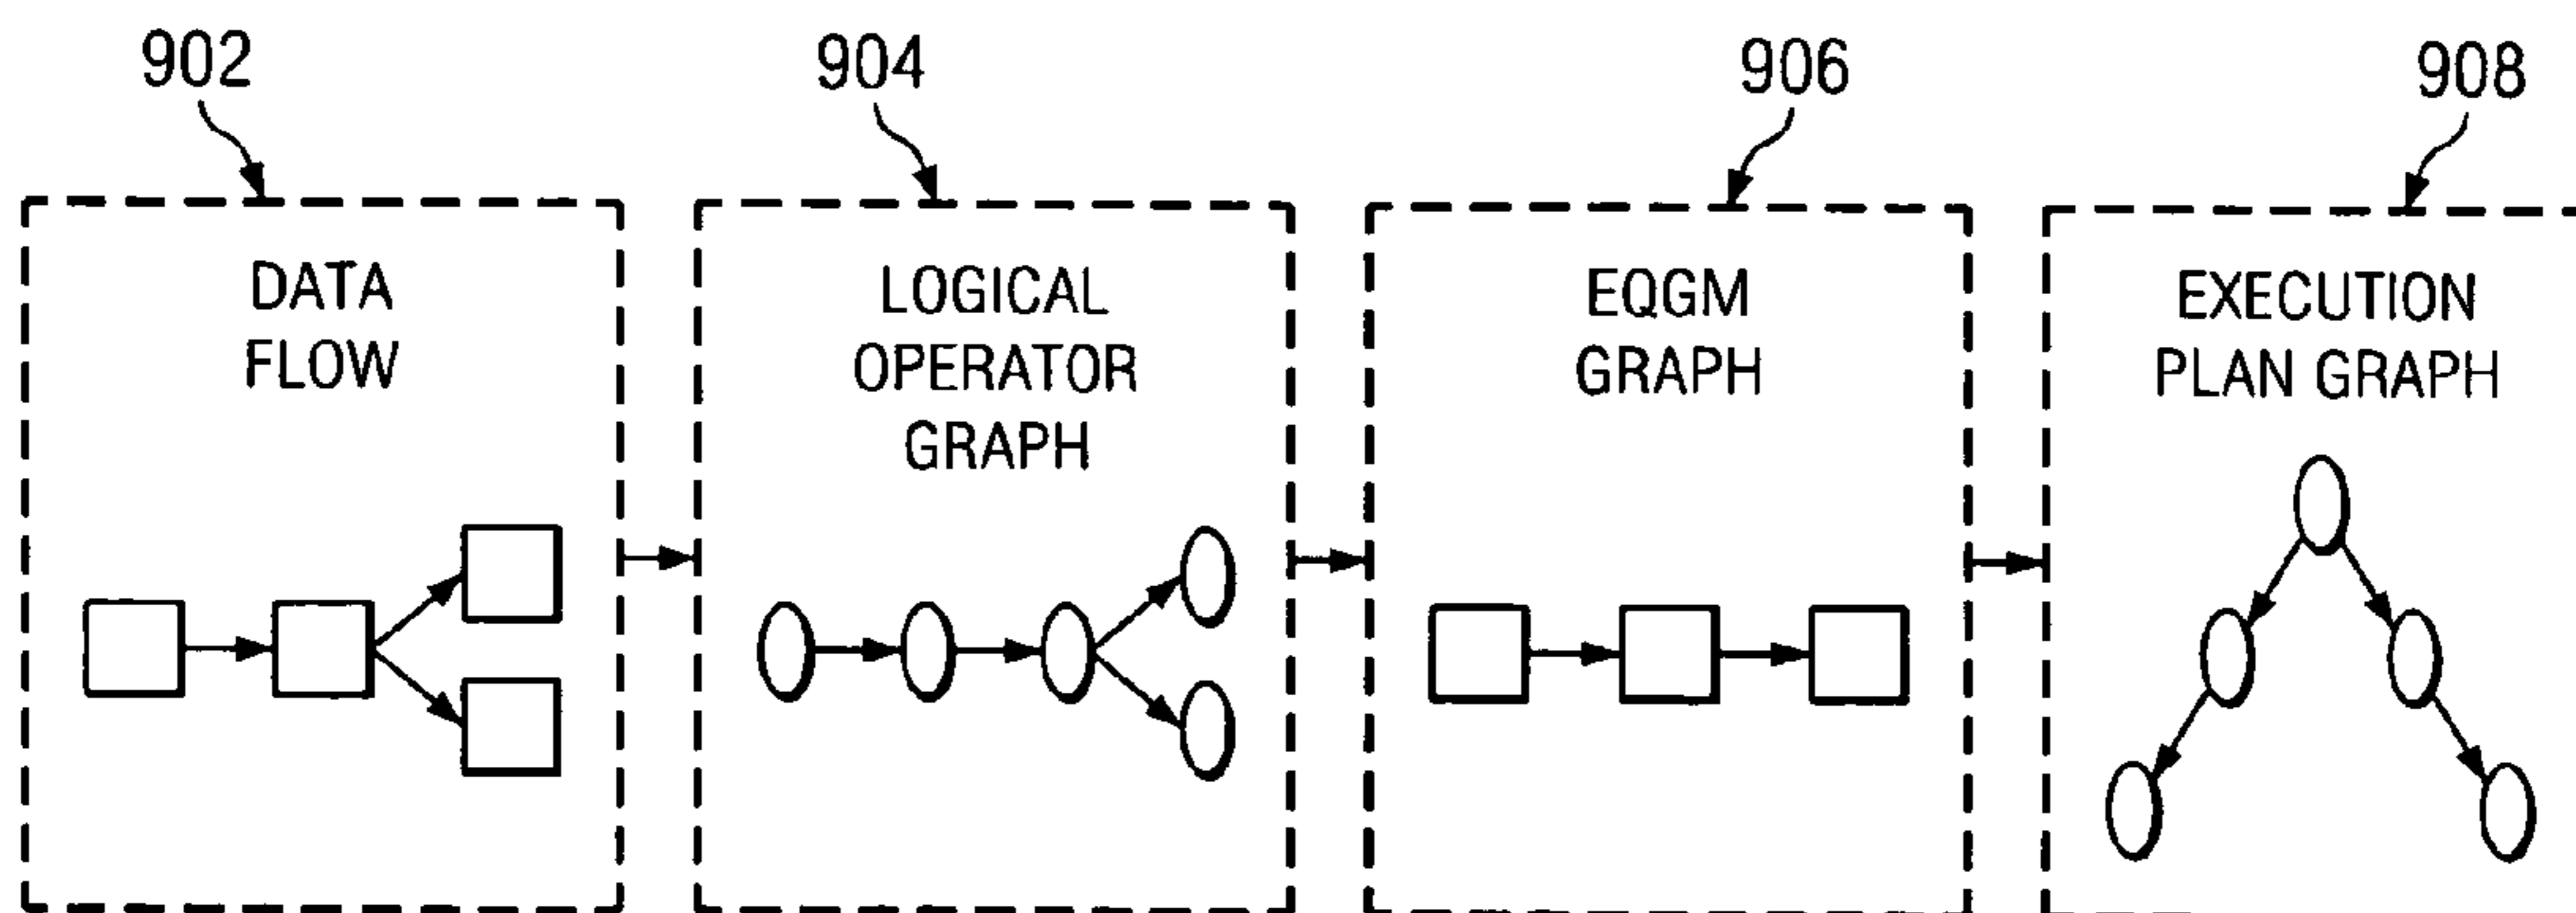 902
904
906
908
DATA
FLOW
LOGICAL
OPERATOR
GRAPH
EQGM
GRAPH
EXECUTION
PLAN GRAPH